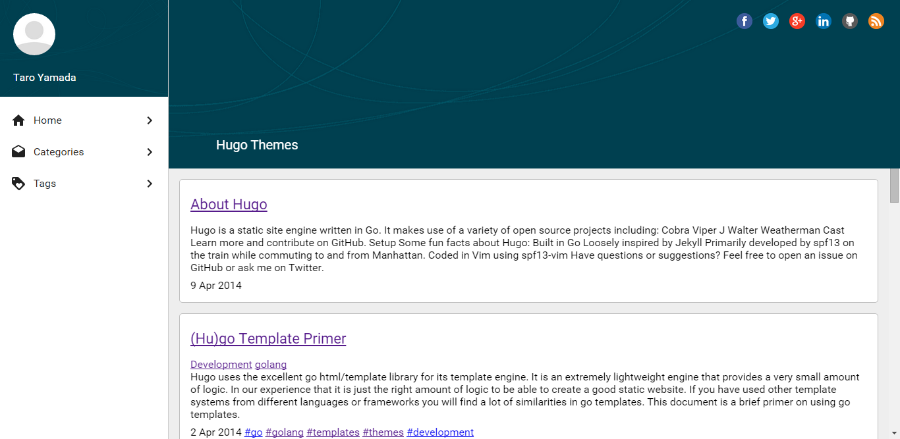 Taro Yamada
Home
Categories
Tags
Hugo Themes
About Hugo
Hugo is a static site engine written in Go. It makes use of a variety of open source projects including: Cobra Viper J Walter Weatherman Cast
Learn more and contribute on GitHub. Setup Some fun facts about Hugo: Built in Go Loosely inspired by Jekyll Primarily developed by spf13 on
the train while commuting to and from Manhattan. Coded in Vim using spf13-vim Have questions or suggestions? Feel free to open an issue on
GitHub or ask me on Twitter.
9 Apr 2014
(Hu)go Template Primer
Development golang
Hugo uses the excellent go html/template library for its template engine. It is an extremely lightweight engine that provides a very small amount
of logic. In our experience that it is just the right amount of logic to be able to create a good static website. If you have used other template
systems from different languages or frameworks you will find a lot of similarities in go templates. This document is a brief primer on using go
templates.
2 Apr 2014 #go #golang #templates #themes #development